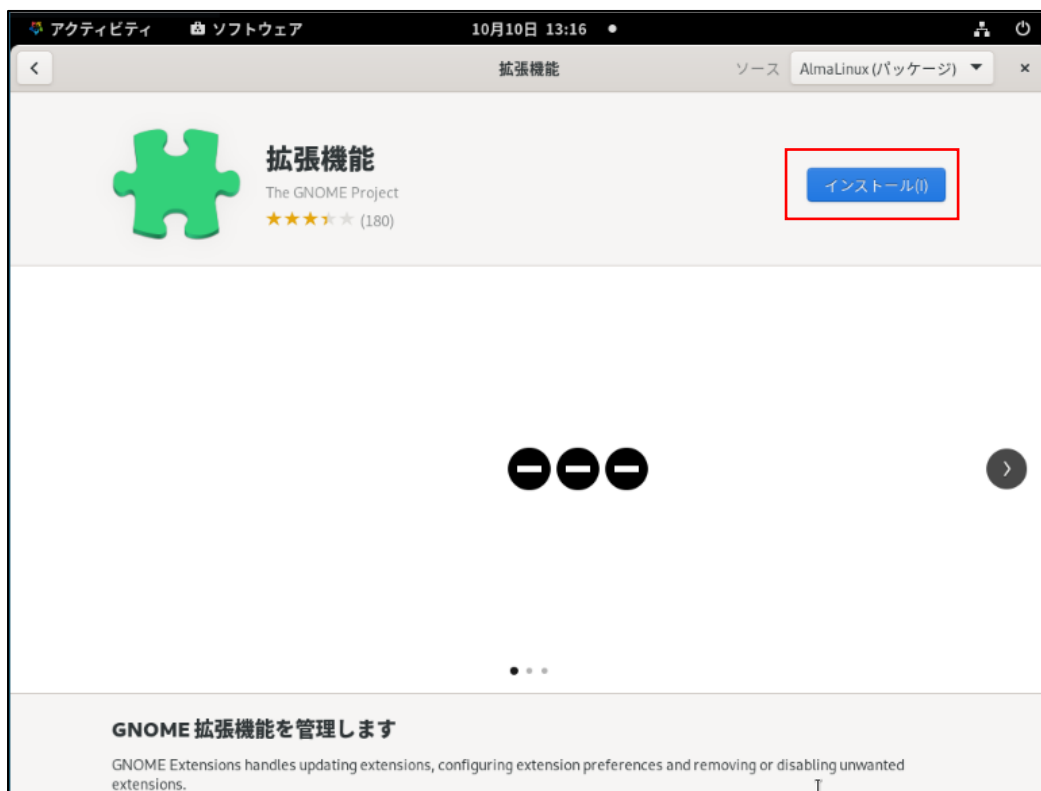 アクティビティ ソフトウェア 10月10日 13:16
拡張機能 ソース AlmaLinux (パッケージ)
拡張機能
The GNOME Project
(180)
インストール(I)
GNOME 拡張機能を管理します
GNOME Extensions handles updating extensions, configuring extension preferences and removing or disabling unwanted
extensions.